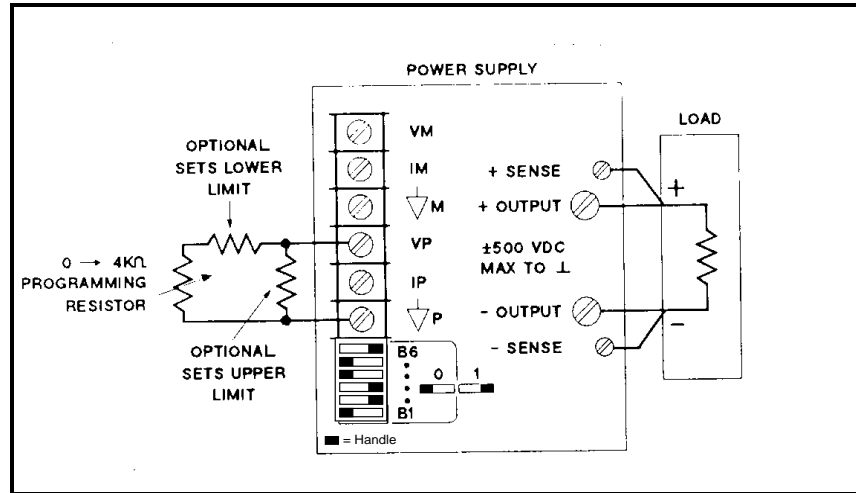 POWER SUPPLY
LOAD
OPTIONAL
SETS LOWER
LIMIT
0 → 4KΩ
PROGRAMMING
RESISTOR
OPTIONAL
SETS UPPER
LIMIT
VM
IM
▽M
VP
IP
▽P
B6
B1
0 1
■ = Handle
+ SENSE
+ OUTPUT
±500 VDC
MAX TO ⊥
- OUTPUT
- SENSE
+
-